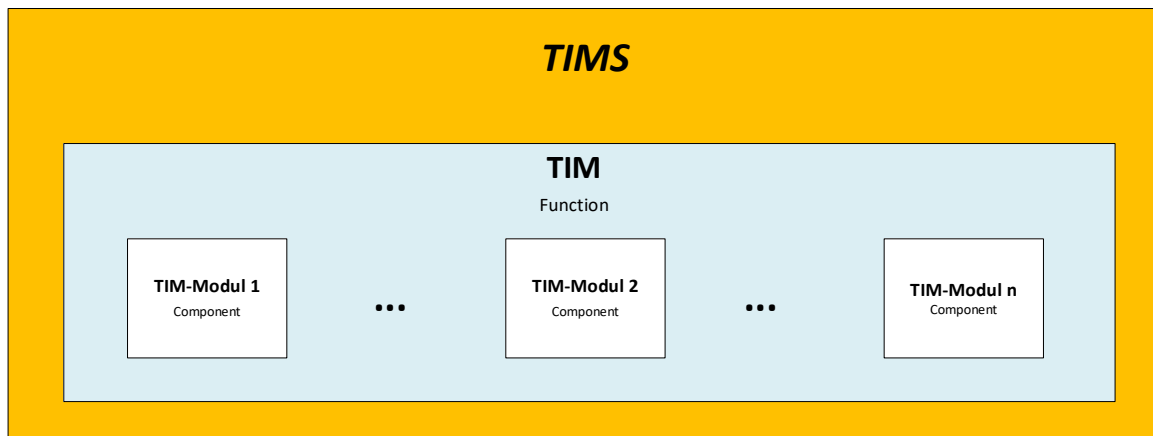 TIMS
TIM
Function
TIM-Modul 1
Component
...
TIM-Modul 2
Component
...
TIM-Modul n
Component